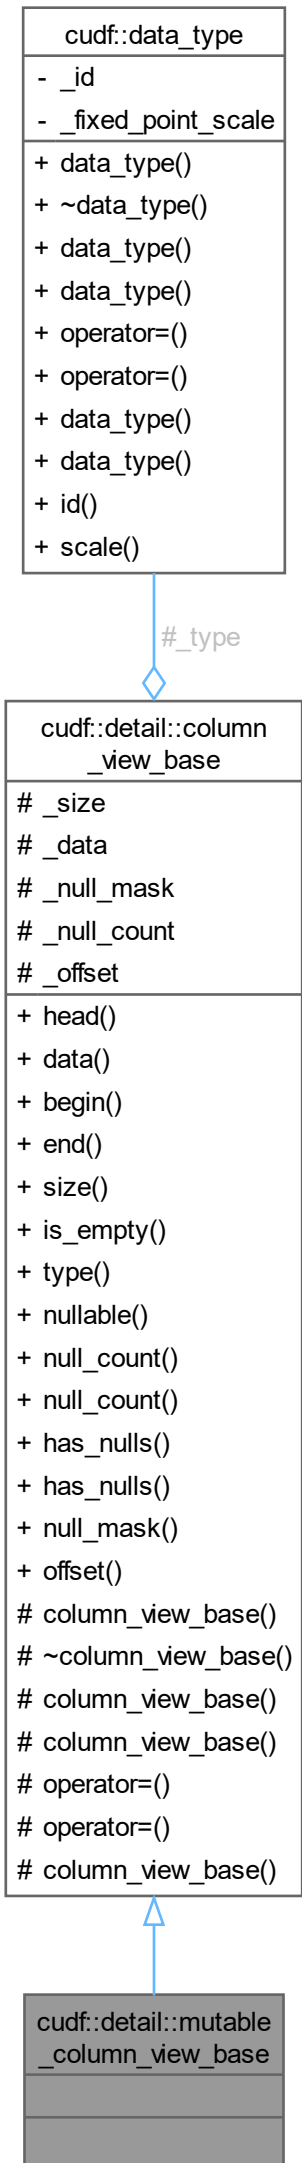 cudf::data_type
- _id
- _fixed_point_scale
+ data_type()
+ ~data_type()
+ data_type()
+ data_type()
+ operator=()
+ operator=()
+ data_type()
+ data_type()
+ id()
+ scale()
#_type
cudf::detail::column
_view_base
# _size
# _data
# _null_mask
# _null_count
# _offset
+ head()
+ data()
+ begin()
+ end()
+ size()
+ is_empty()
+ type()
+ nullable()
+ null_count()
+ null_count()
+ has_nulls()
+ has_nulls()
+ null_mask()
+ offset()
# column_view_base()
# ~column_view_base()
# column_view_base()
# column_view_base()
# operator=()
# operator=()
# column_view_base()
cudf::detail::mutable
_column_view_base